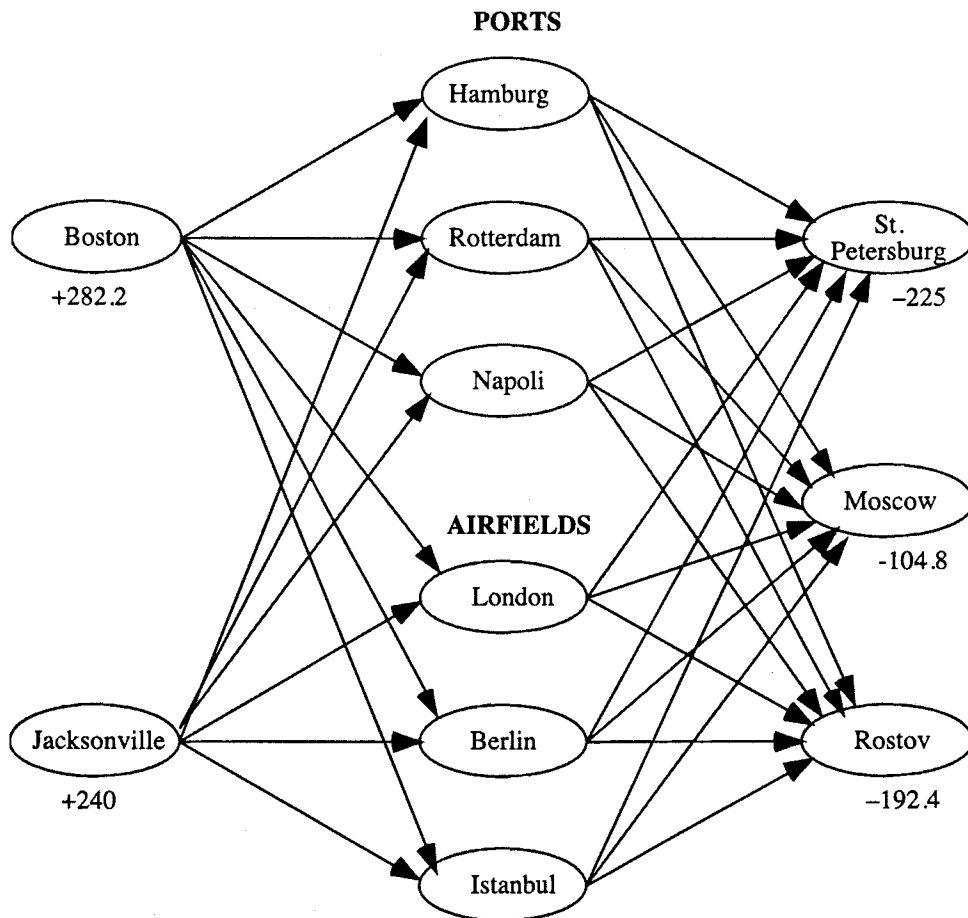 PORTS
Hamburg
Boston
+282.2
Rotterdam
St.
Petersburg
–225
Napoli
Moscow
-104.8
AIRFIELDS
London
Jacksonville
+240
Berlin
Rostov
–192.4
Istanbul